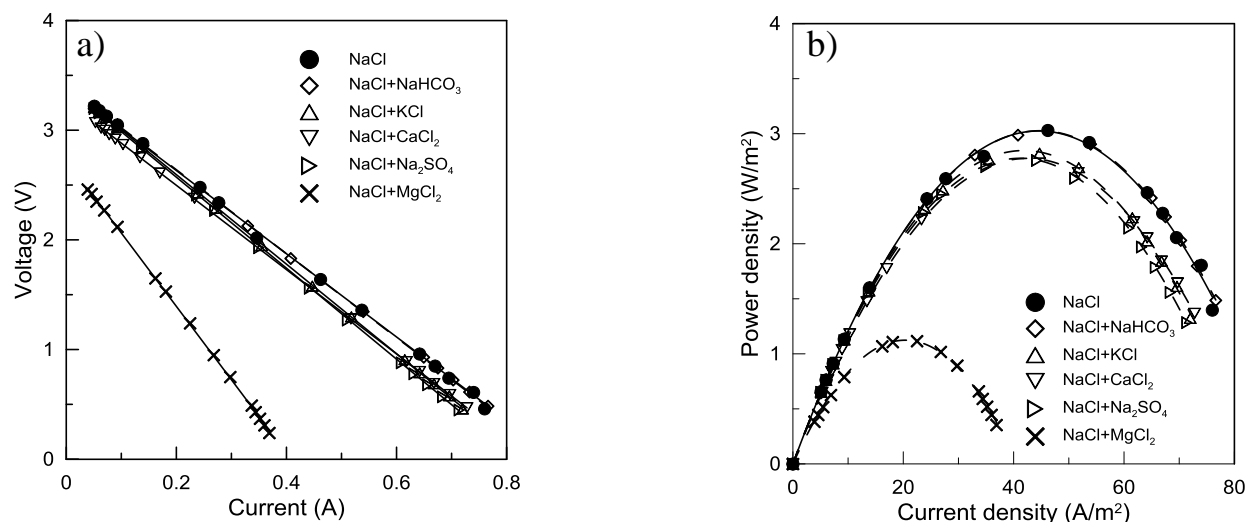 a)
4
3
2
1
0
Voltage (V)
NaCl
NaCl+NaHCO₃
NaCl+KCl
NaCl+CaCl₂
NaCl+Na₂SO₄
NaCl+MgCl₂
0 0.2 0.4 0.6 0.8
Current (A)
b)
4
3
2
1
0
Power density (W/m²)
NaCl
NaCl+NaHCO₃
NaCl+KCl
NaCl+CaCl₂
NaCl+Na₂SO₄
NaCl+MgCl₂
0 20 40 60 80
Current density (A/m²)